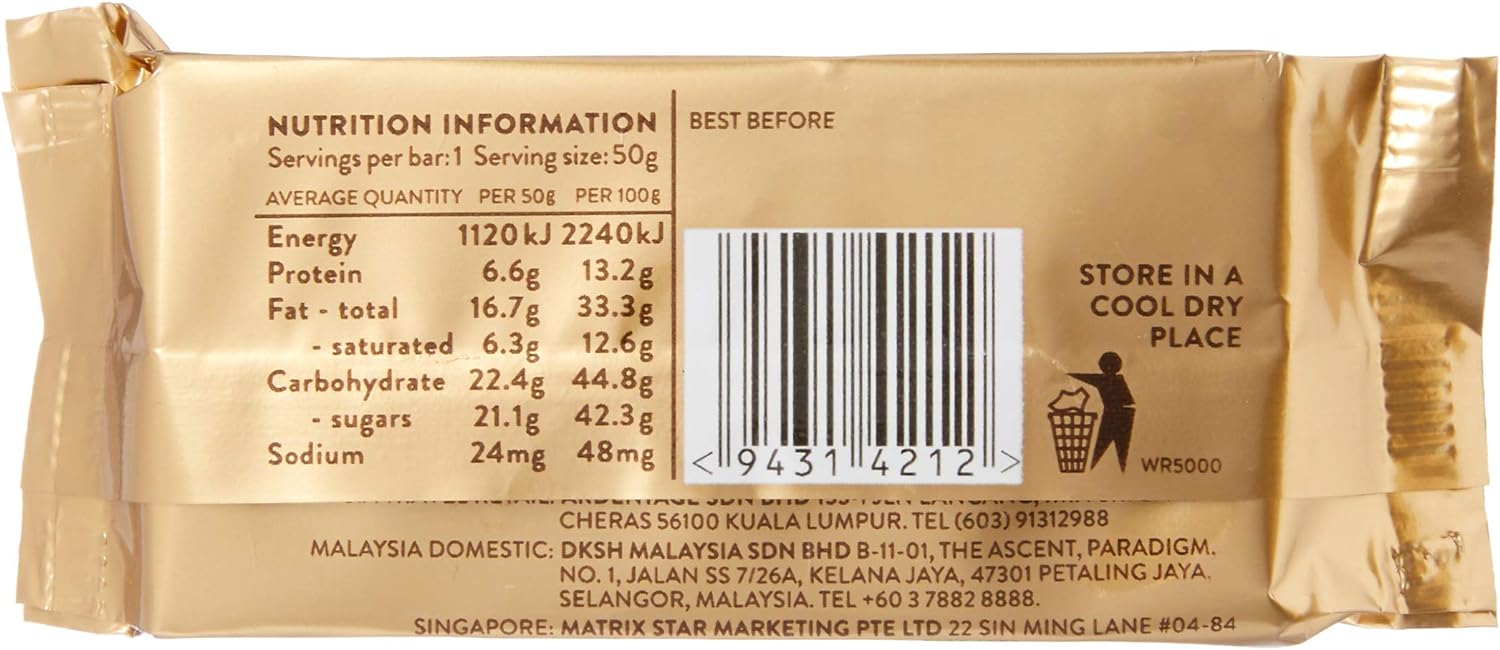 NUTRITION INFORMATION
Servings per bar: 1 Serving size: 50g
AVERAGE QUANTITY PER 50g PER 100g
Energy 1120kJ 2240kJ
Protein 6.6g 13.2g
Fat - total 16.7g 33.3g
- saturated 6.3g 12.6g
Carbohydrate 22.4g 44.8g
- sugars 21.1g 42.3g
Sodium 24mg 48mg
BEST BEFORE
<9431 4212>
STORE IN A
COOL DRY
PLACE
WR5000
ARDENTAGE SDN BHD
CHERAS 56100 KUALA LUMPUR. TEL (603) 91312988
MALAYSIA DOMESTIC: DKSH MALAYSIA SDN BHD B-11-01, THE ASCENT, PARADIGM.
NO. 1, JALAN SS 7/26A, KELANA JAYA, 47301 PETALING JAYA,
SELANGOR, MALAYSIA. TEL +60 3 7882 8888.
SINGAPORE: MATRIX STAR MARKETING PTE LTD 22 SIN MING LANE #04-84